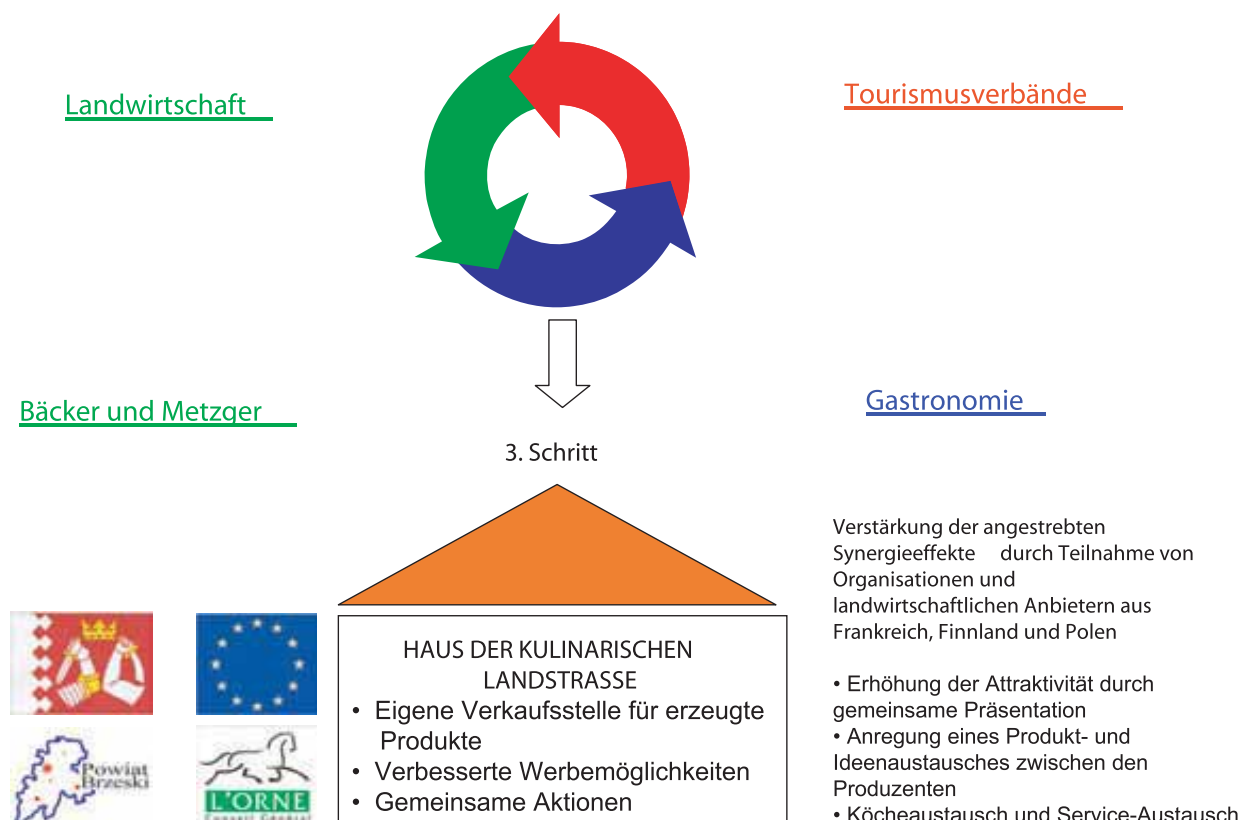 Landwirtschaft
Tourismusverbände
Bäcker und Metzger
Gastronomie
3. Schritt
HAUS DER KULINARISCHEN
LANDSTRASSE
• Eigene Verkaufsstelle für erzeugte
Produkte
• Verbesserte Werbemöglichkeiten
• Gemeinsame Aktionen
Verstärkung der angestrebten
Synergieeffekte durch Teilnahme von
Organisationen und
landwirtschaftlichen Anbietern aus
Frankreich, Finnland und Polen
• Erhöhung der Attraktivität durch
gemeinsame Präsentation
• Anregung eines Produkt- und
Ideenaustausches zwischen den
Produzenten
• Köcheaustausch und Service-Austausch
Powiat
Brzeski
L'ORNE
Conseil Général